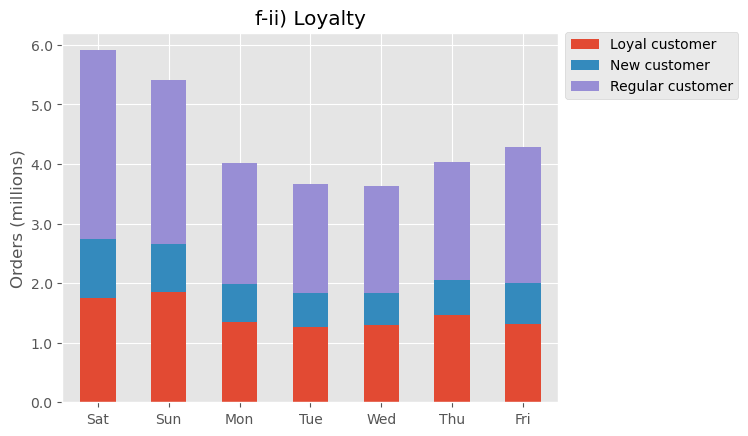 f-ii) Loyalty
Loyal customer
New customer
Regular customer
Orders (millions)
6.0
5.0
4.0
3.0
2.0
1.0
0.0
Sat Sun Mon Tue Wed Thu Fri